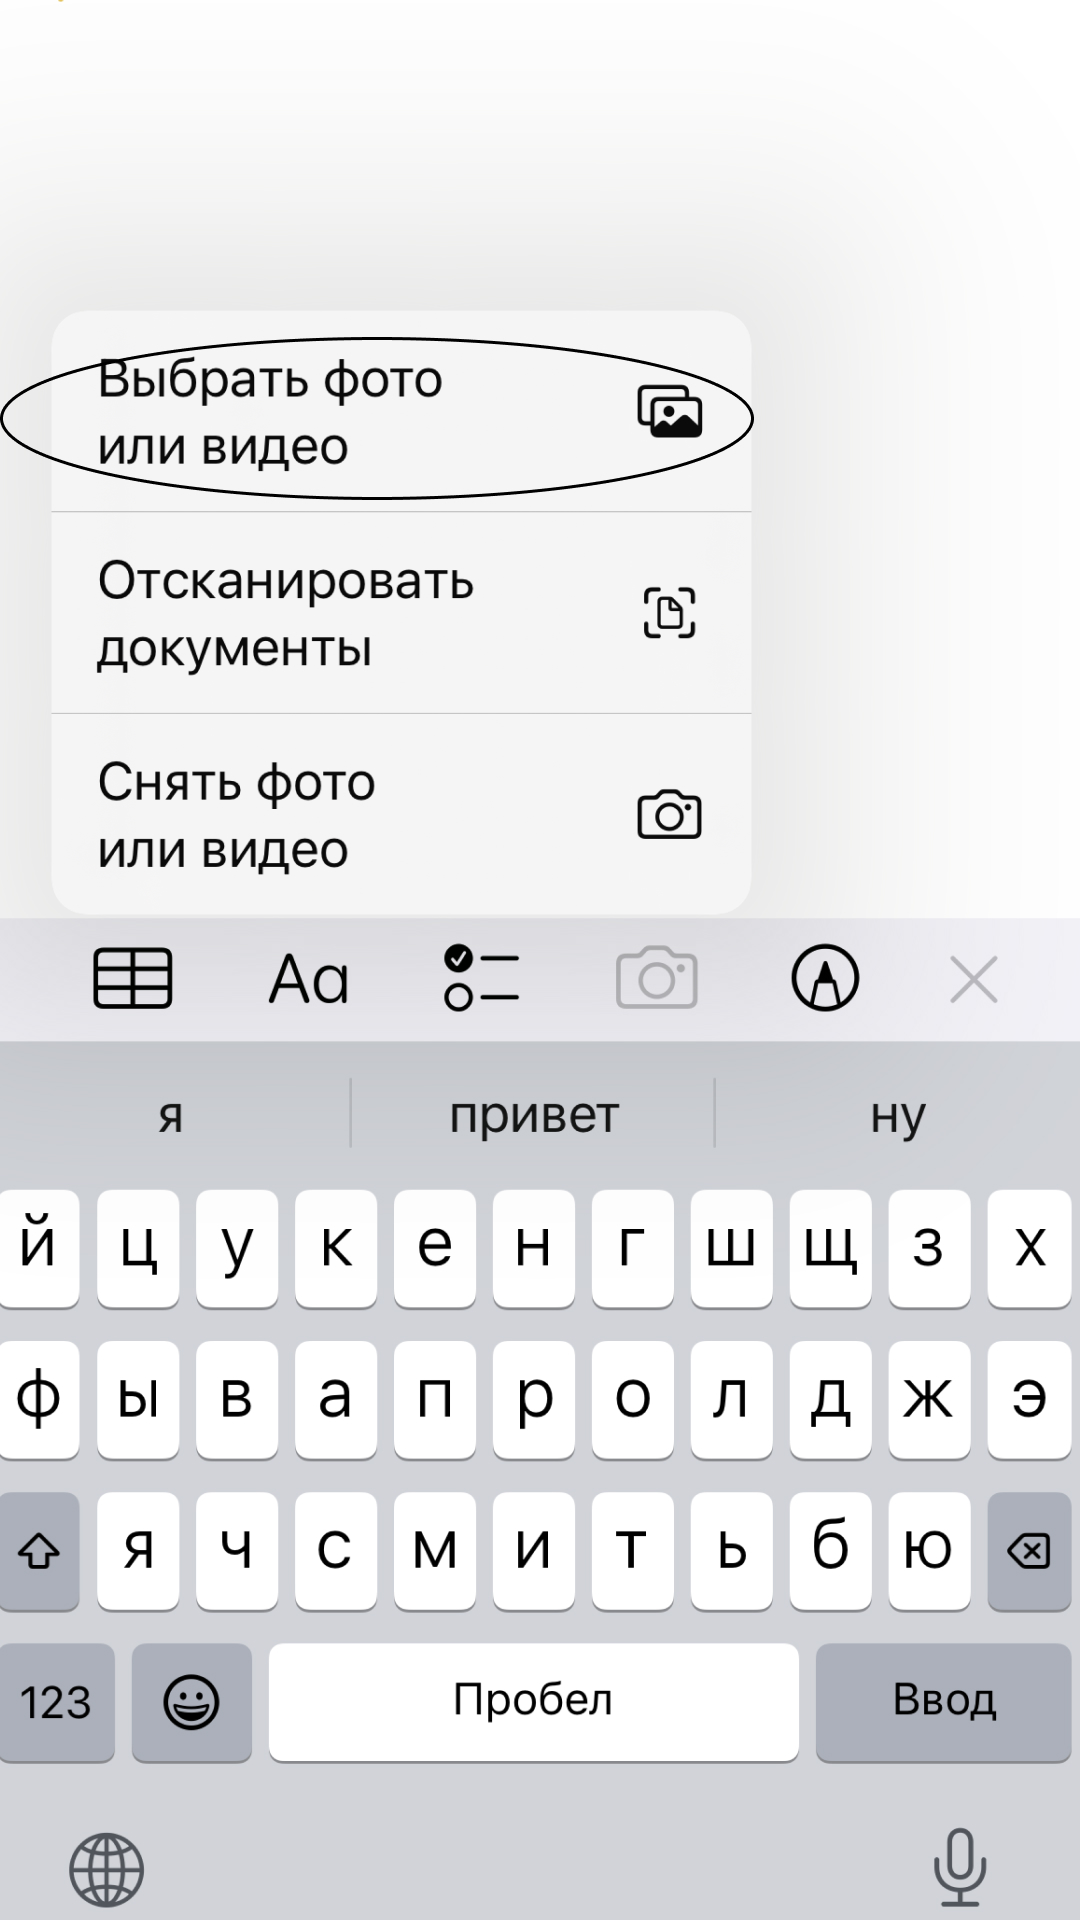 Выбрать фото
или видео
Отсканировать
документы
Снять фото
или видео
Aa
я привет ну
й ц у к е н г ш щ з х
ф ы в а п р о л д ж э
я ч с м и т ь б ю
123 Пробел Ввод